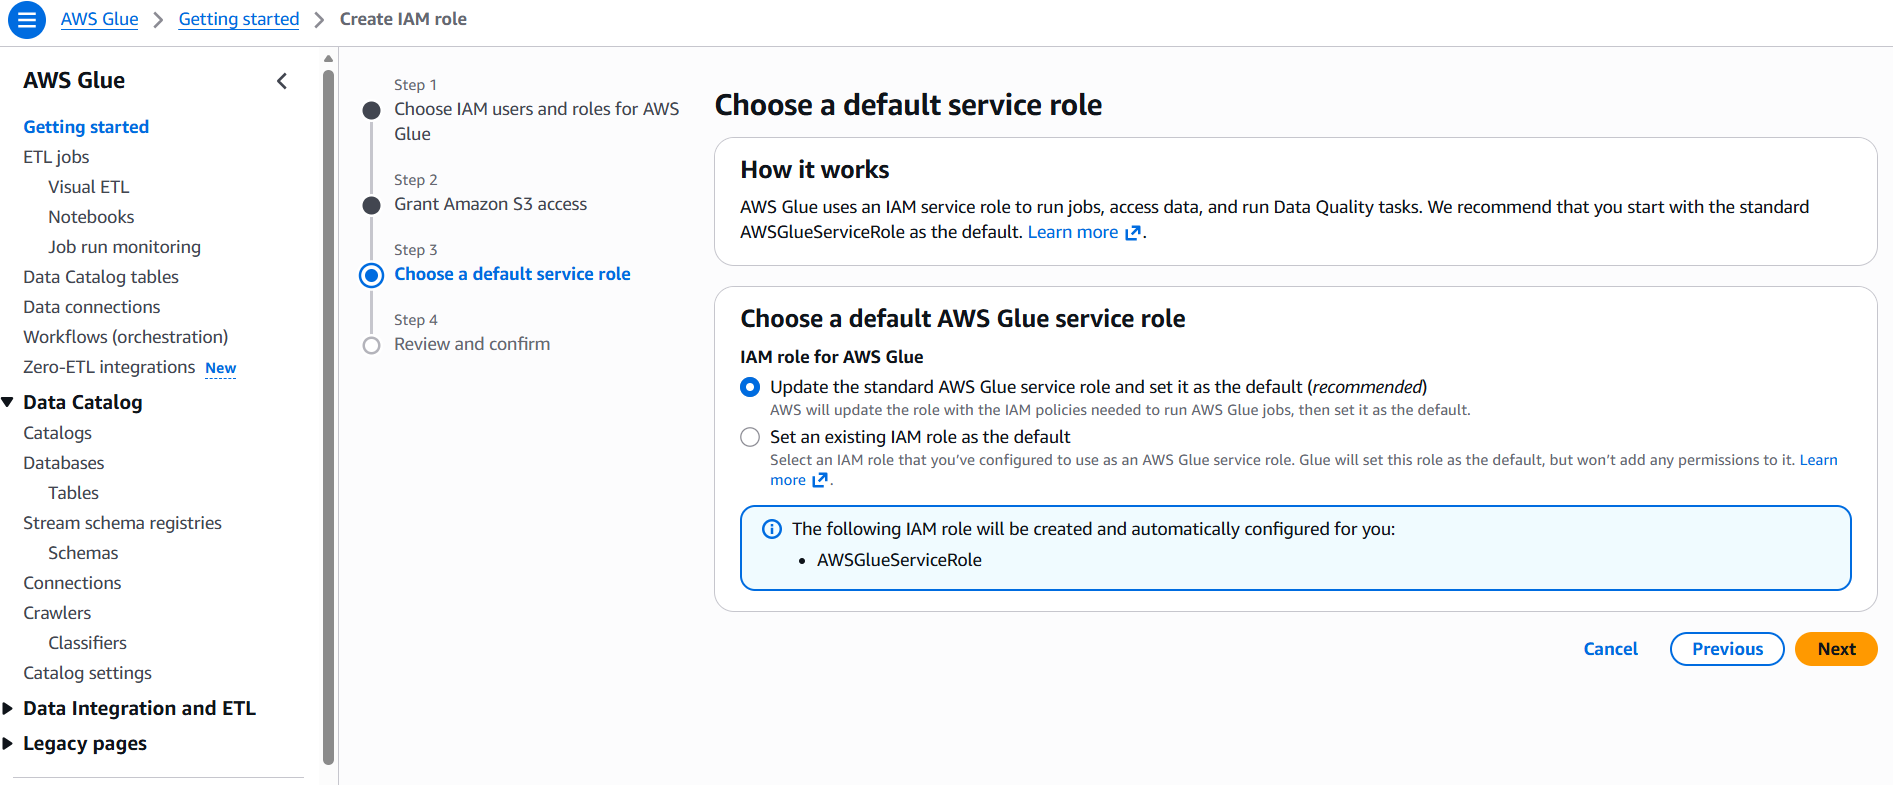 AWS Glue > Getting started > Create IAM role
AWS Glue
Getting started
ETL jobs
Visual ETL
Notebooks
Job run monitoring
Data Catalog tables
Data connections
Workflows (orchestration)
Zero-ETL integrations New
Data Catalog
Catalogs
Databases
Tables
Stream schema registries
Schemas
Connections
Crawlers
Classifiers
Catalog settings
Data Integration and ETL
Legacy pages
Step 1
Choose IAM users and roles for AWS
Glue
Step 2
Grant Amazon S3 access
Step 3
Choose a default service role
Step 4
Review and confirm
Choose a default service role
How it works
AWS Glue uses an IAM service role to run jobs, access data, and run Data Quality tasks. We recommend that you start with the standard
AWSGlueServiceRole as the default. Learn more .
Choose a default AWS Glue service role
IAM role for AWS Glue
Update the standard AWS Glue service role and set it as the default (recommended)
AWS will update the role with the IAM policies needed to run AWS Glue jobs, then set it as the default.
Set an existing IAM role as the default
Select an IAM role that you’ve configured to use as an AWS Glue service role. Glue will set this role as the default, but won’t add any permissions to it. Learn
more .
The following IAM role will be created and automatically configured for you:
• AWSGlueServiceRole
Cancel
Previous
Next